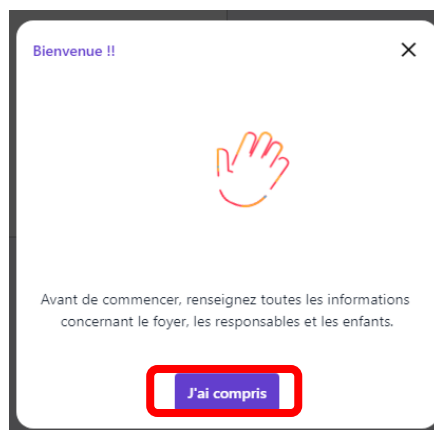 Bienvenue !!
Avant de commencer, renseignez toutes les informations
concernant le foyer, les responsables et les enfants.
J'ai compris